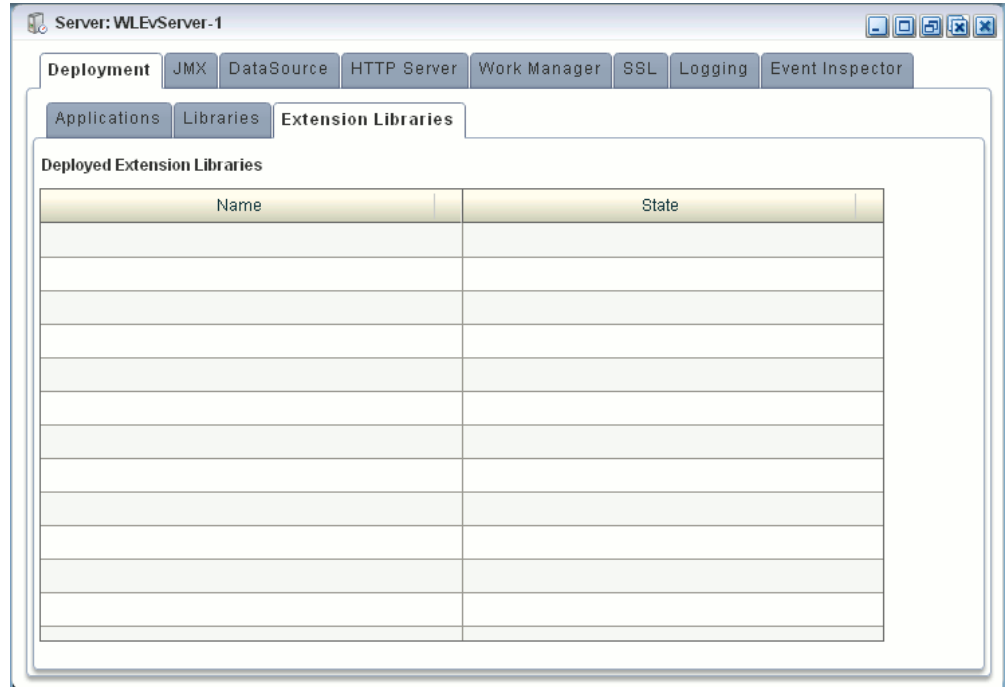 Server: WLEvServer-1
Deployment JMX DataSource HTTP Server Work Manager SSL Logging Event Inspector
Applications Libraries Extension Libraries
Deployed Extension Libraries
Name State